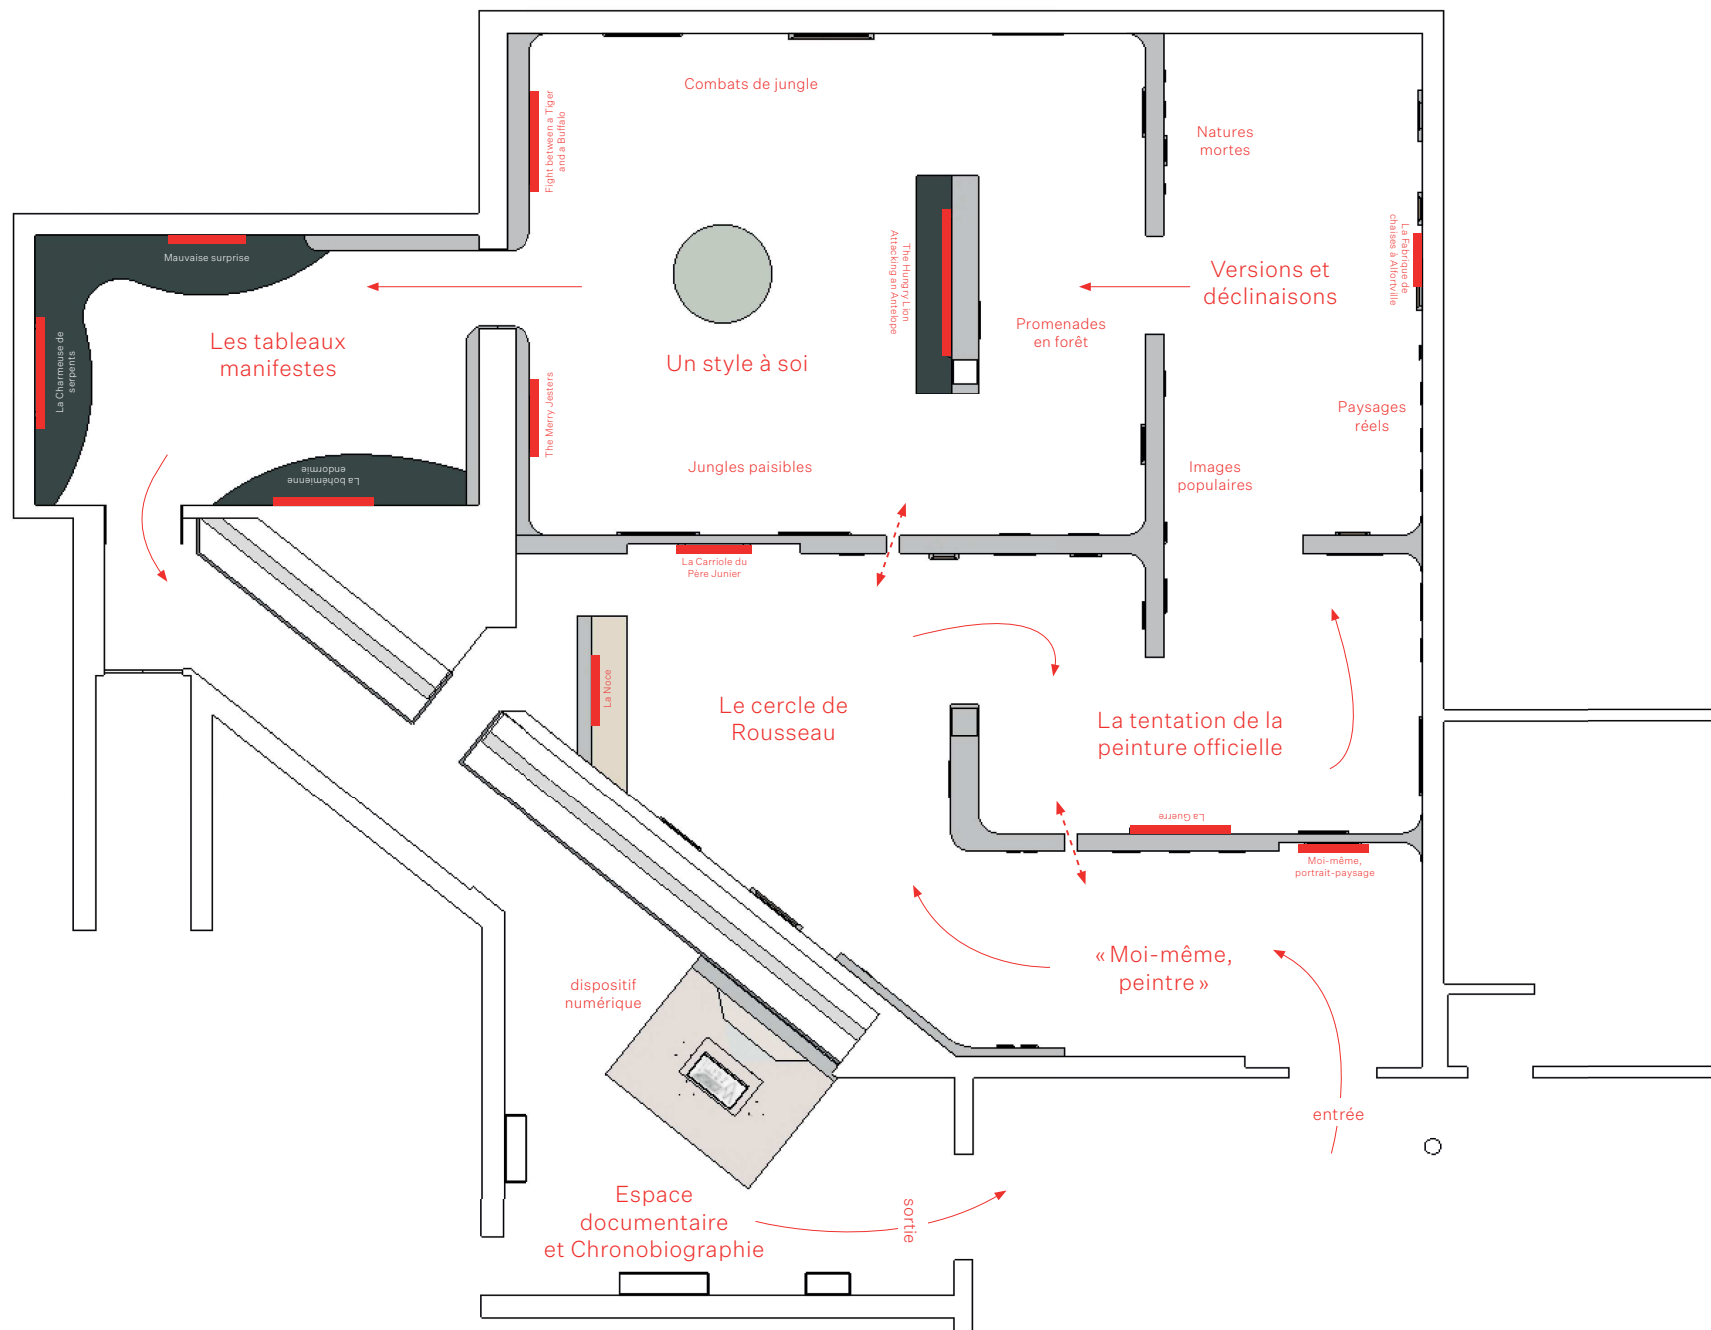 Combats de jungle
Fight between a Tiger
and a Buffalo
Natures
mortes
La Fabrique de
chaises à Alfortville
Mauvaise surprise
The Hungry Lion
Attacking an Antelope
Versions et
déclinaisons
Promenades
en forêt
La Charmeuse de
serpents
Les tableaux
manifestes
Un style à soi
The Merry Jesters
Paysages
réels
La bohémienne
endormie
Jungles paisibles
Images
populaires
La Carriole du
Père Junier
La Noce
Le cercle de
Rousseau
La tentation de la
peinture officielle
La Guerre
Moi-même,
portrait-paysage
« Moi-même,
peintre »
dispositif
numérique
entrée
Espace
documentaire
et Chronobiographie
sortie